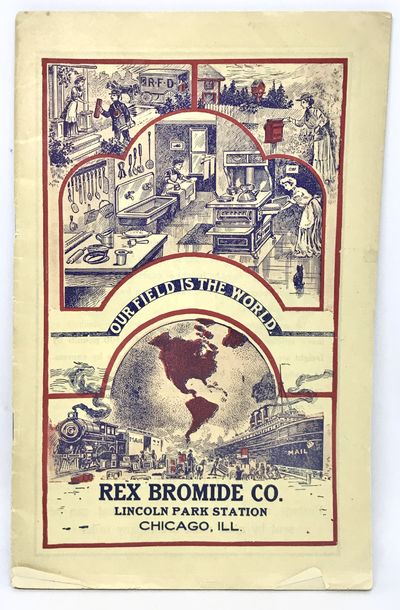 R.F.D.
OUR FIELD IS THE WORLD.
MAIL
MAIL
REX BROMIDE CO.
LINCOLN PARK STATION
CHICAGO, ILL.